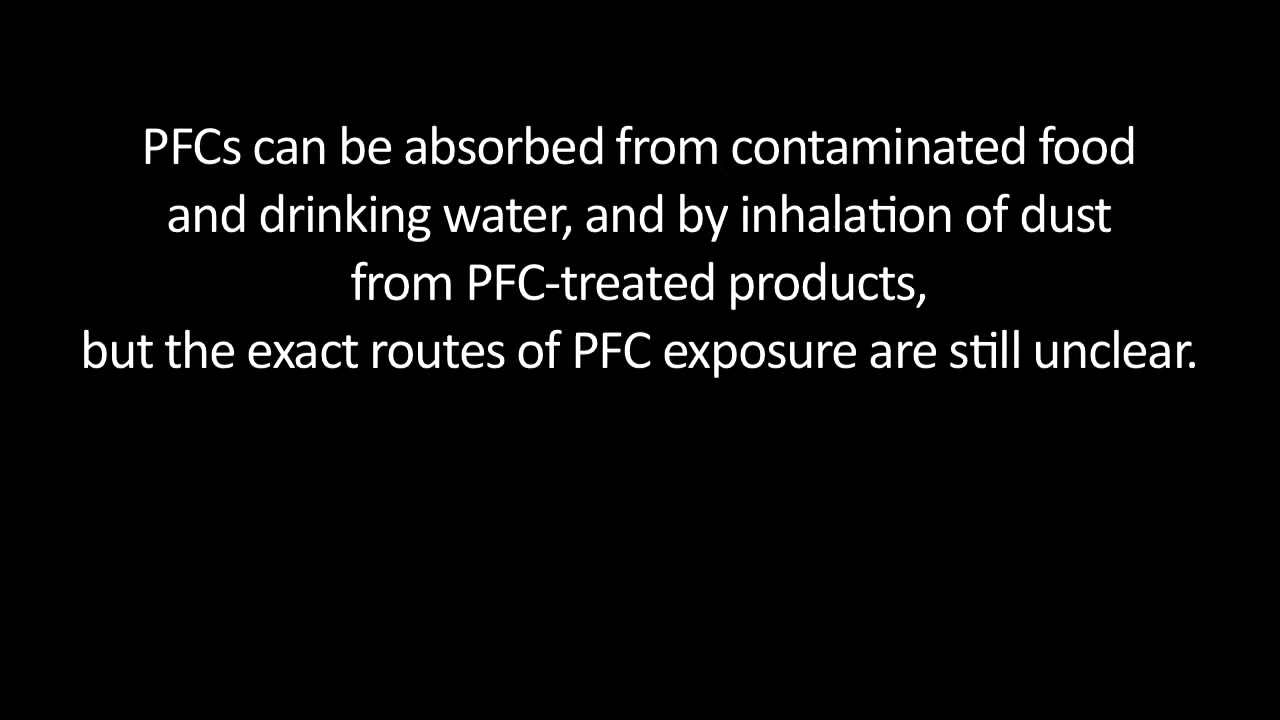 PFCs can be absorbed from contaminated food
and drinking water, and by inhalation of dust
from PFC-treated products,
but the exact routes of PFC exposure are still unclear.